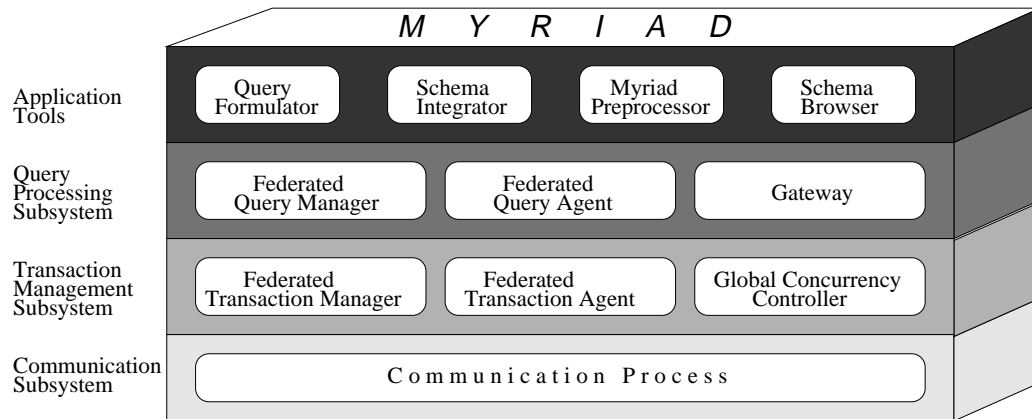 M Y R I A D
Application
Tools
Query
Formulator
Schema
Integrator
Myriad
Preprocessor
Schema
Browser
Query
Processing
Subsystem
Federated
Query Manager
Federated
Query Agent
Gateway
Transaction
Management
Subsystem
Federated
Transaction Manager
Federated
Transaction Agent
Global Concurrency
Controller
Communication
Subsystem
Communication Process